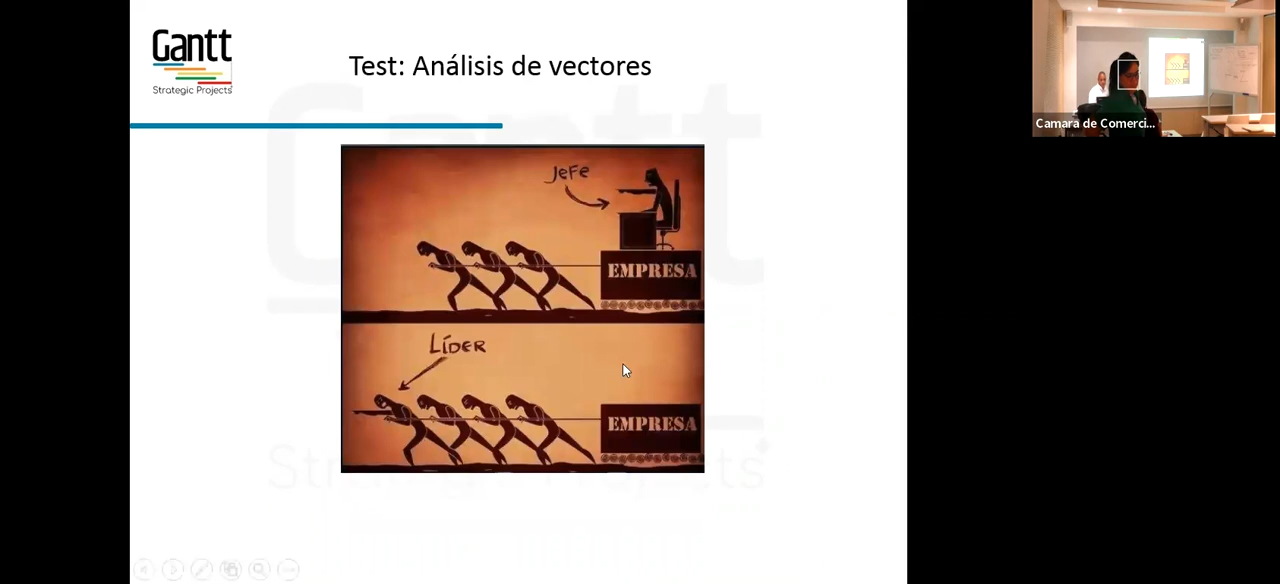 Gantt
Strategic Projects
Test: Análisis de vectores
JEFE
EMPRESA
LÍDER
EMPRESA
Camara de Comerci...